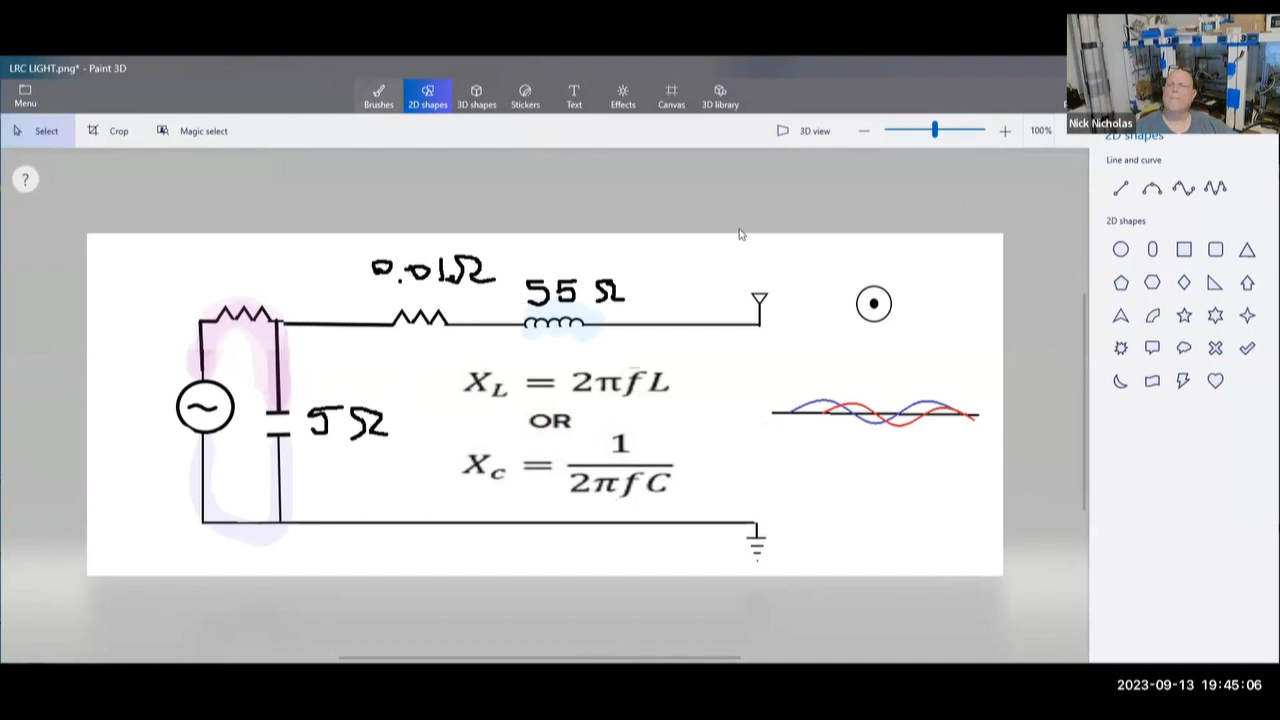 LRC LIGHT.png* - Paint 3D
Menu
Brushes
2D shapes
3D shapes
Stickers
Text
Effects
Canvas
3D library
Select
Crop
Magic select
3D view
100%
Nick Nicholas
2D shapes
Line and curve
2D shapes
?
0.01Ω
55 Ω
5Ω
X_L = 2πfL
OR
X_c = 1 / 2πfC
2023-09-13 19:45:06